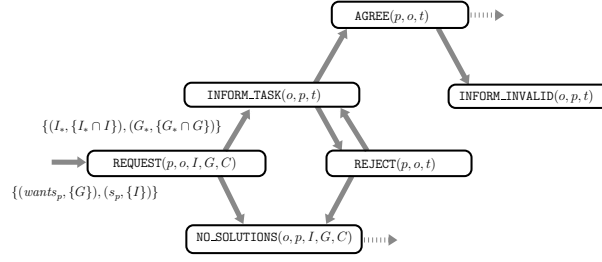 AGREE(p, o, t)
INFORM_TASK(o, p, t)
INFORM_INVALID(o, p, t)
{(I*, {I* ∩ I}), (G*, {G* ∩ G})}
REQUEST(p, o, I, G, C)
REJECT(p, o, t)
{(wants_p, {G}), (s_p, {I})}
NO_SOLUTIONS(o, p, I, G, C)